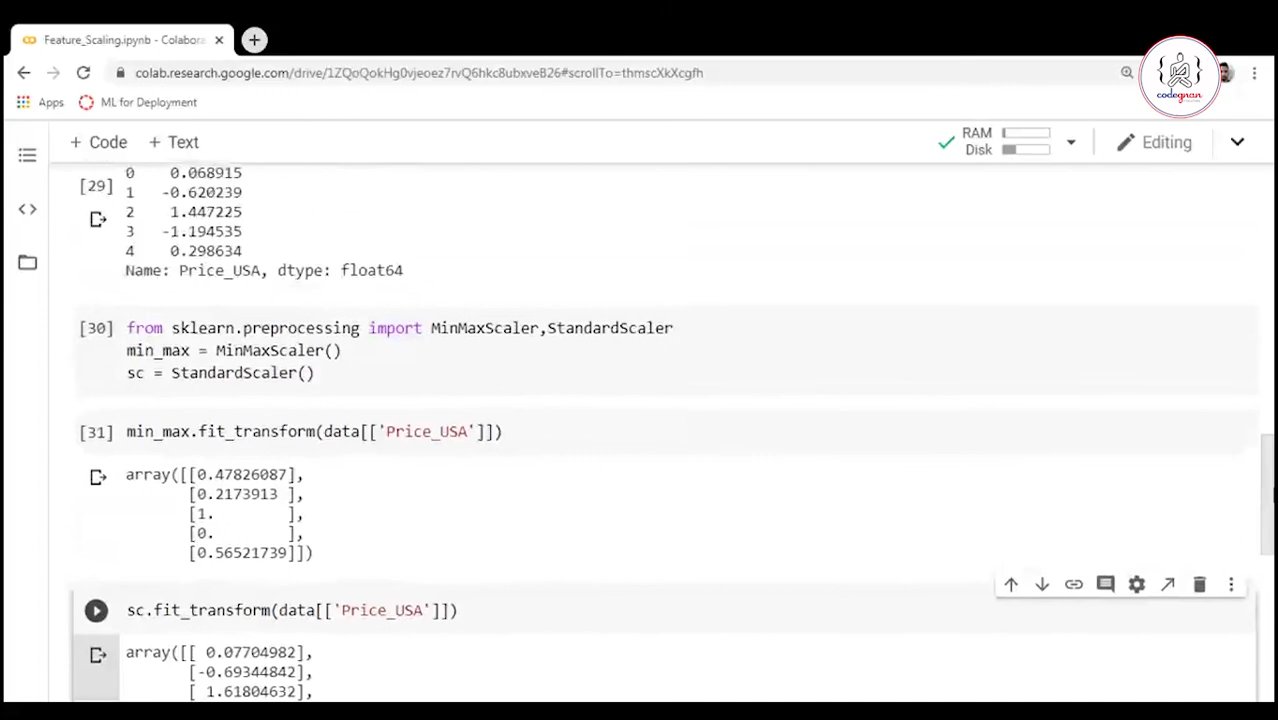 Feature_Scaling.ipynb - Colabora
colab.research.google.com/drive/1ZQoQokHg0vjeoez7rvQ6hkc8ubxveB26#scrollTo=thmscXkXcgfh
Apps ML for Deployment
codegnan
+ Code + Text
RAM
Disk
Editing
0 0.068915
[29]
1 -0.620239
2 1.447225
3 -1.194535
4 0.298634
Name: Price_USA, dtype: float64
[30] from sklearn.preprocessing import MinMaxScaler,StandardScaler
min_max = MinMaxScaler()
sc = StandardScaler()
[31] min_max.fit_transform(data[['Price_USA']])
array([[0.47826087],
[0.2173913 ],
[1. ],
[0. ],
[0.56521739]])
sc.fit_transform(data[['Price_USA']])
array([[ 0.07704982],
[-0.69344842],
[ 1.61804632],